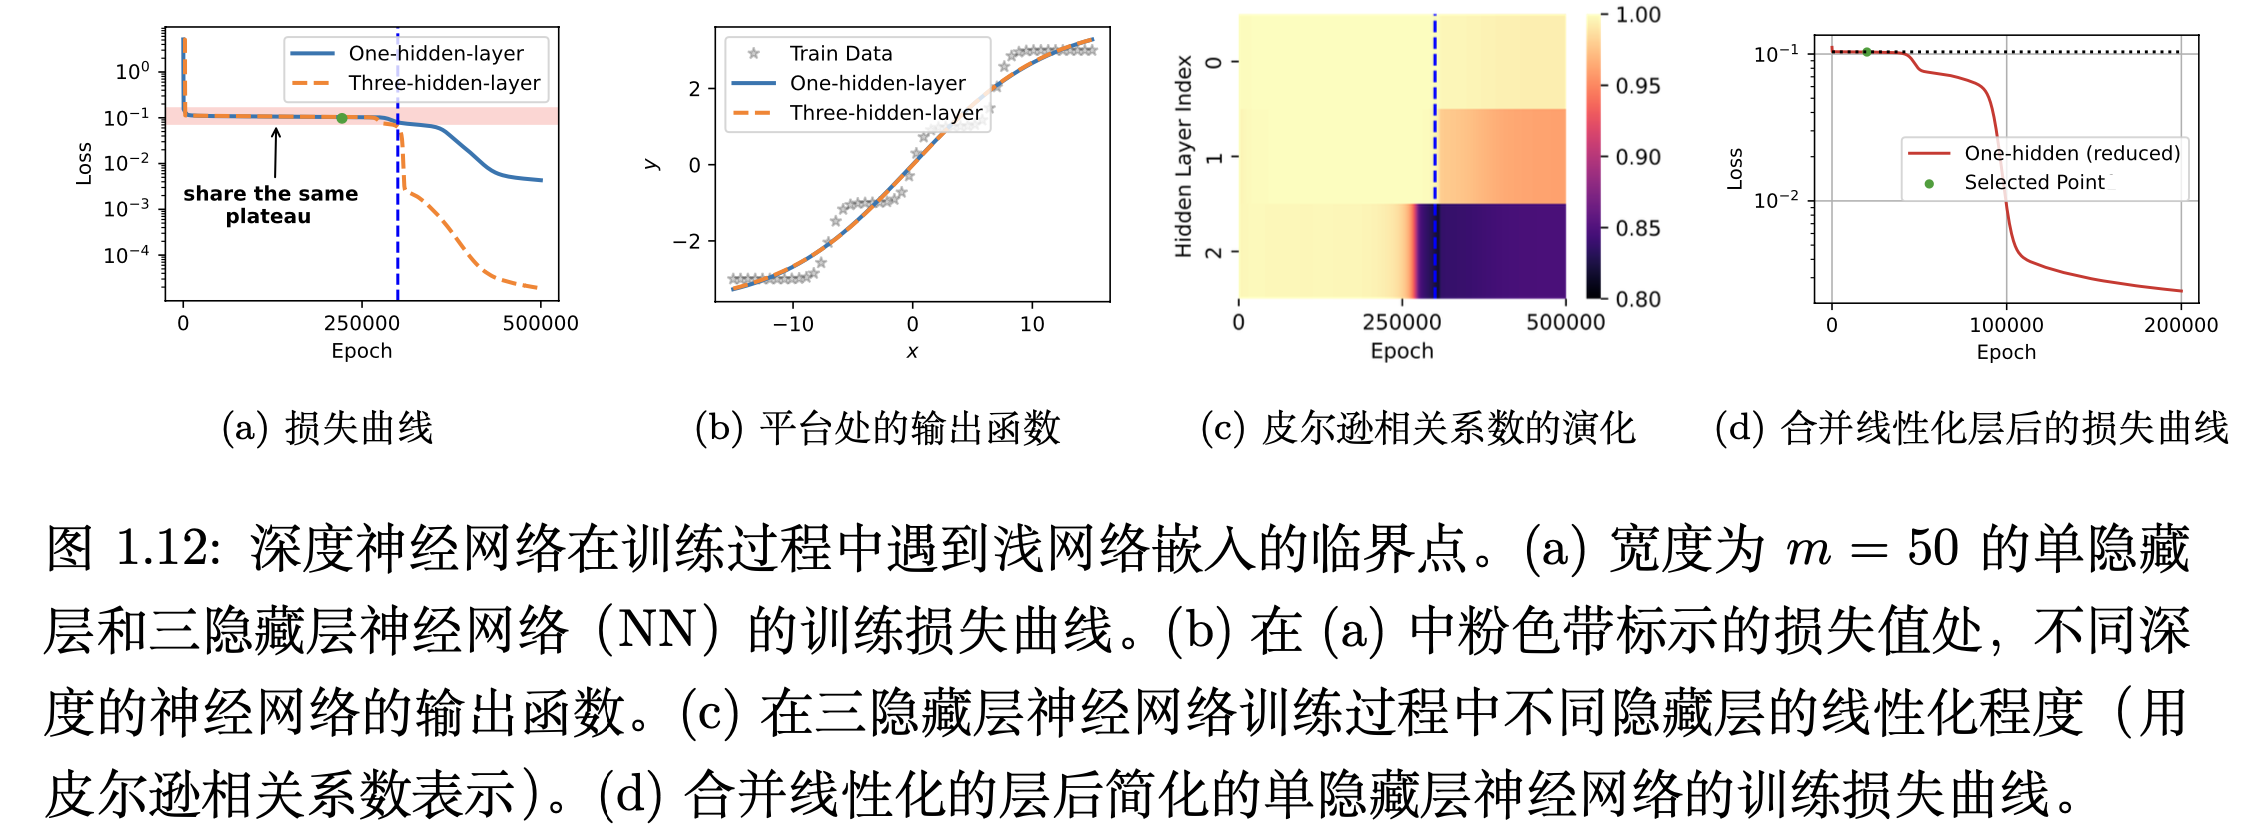 10⁰
10⁻¹
10⁻²
10⁻³
10⁻⁴
Loss
One-hidden-layer
Three-hidden-layer
share the same
plateau
0 250000 500000
Epoch
2
0
−2
y
Train Data
One-hidden-layer
Three-hidden-layer
−10 0 10
x
Hidden Layer Index
0
1
2
0 250000 500000
Epoch
1.00
0.95
0.90
0.85
0.80
10⁻¹
10⁻²
Loss
One-hidden (reduced)
Selected Point
0 100000 200000
Epoch
(a) 损失曲线
(b) 平台处的输出函数
(c) 皮尔逊相关系数的演化
(d) 合并线性化层后的损失曲线
图 1.12: 深度神经网络在训练过程中遇到浅网络嵌入的临界点。(a) 宽度为 m = 50 的单隐藏
层和三隐藏层神经网络（NN）的训练损失曲线。(b) 在 (a) 中粉色带标示的损失值处，不同深
度的神经网络的输出函数。(c) 在三隐藏层神经网络训练过程中不同隐藏层的线性化程度（用
皮尔逊相关系数表示）。(d) 合并线性化的层后简化的单隐藏层神经网络的训练损失曲线。